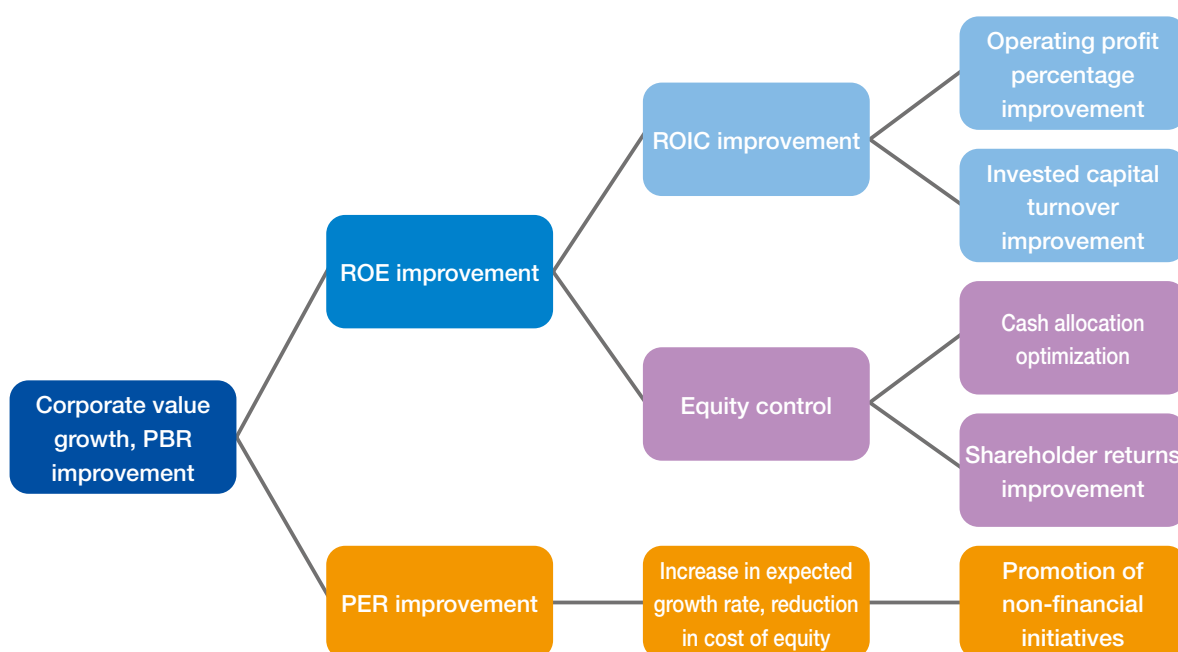 Operating profit
percentage
improvement
ROIC improvement
Invested capital
turnover
improvement
ROE improvement
Cash allocation
optimization
Equity control
Corporate value
growth, PBR
improvement
Shareholder returns
improvement
PER improvement
Increase in expected
growth rate, reduction
in cost of equity
Promotion of
non-financial
initiatives